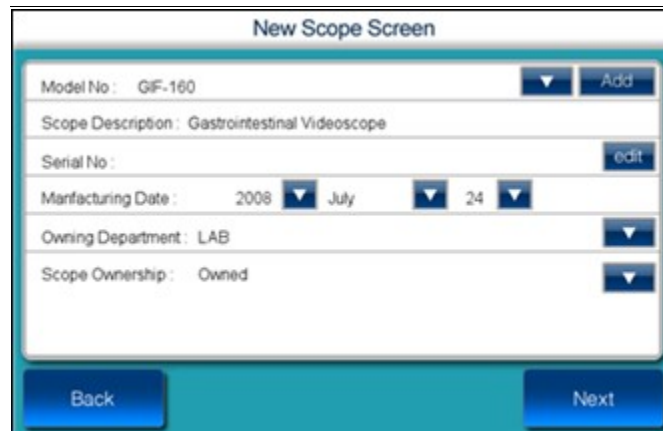 New Scope Screen
Model No : GIF-160 Add
Scope Description : Gastrointestinal Videoscope
Serial No : edit
Manfacturing Date : 2008 July 24
Owning Department : LAB
Scope Ownership : Owned
Back Next